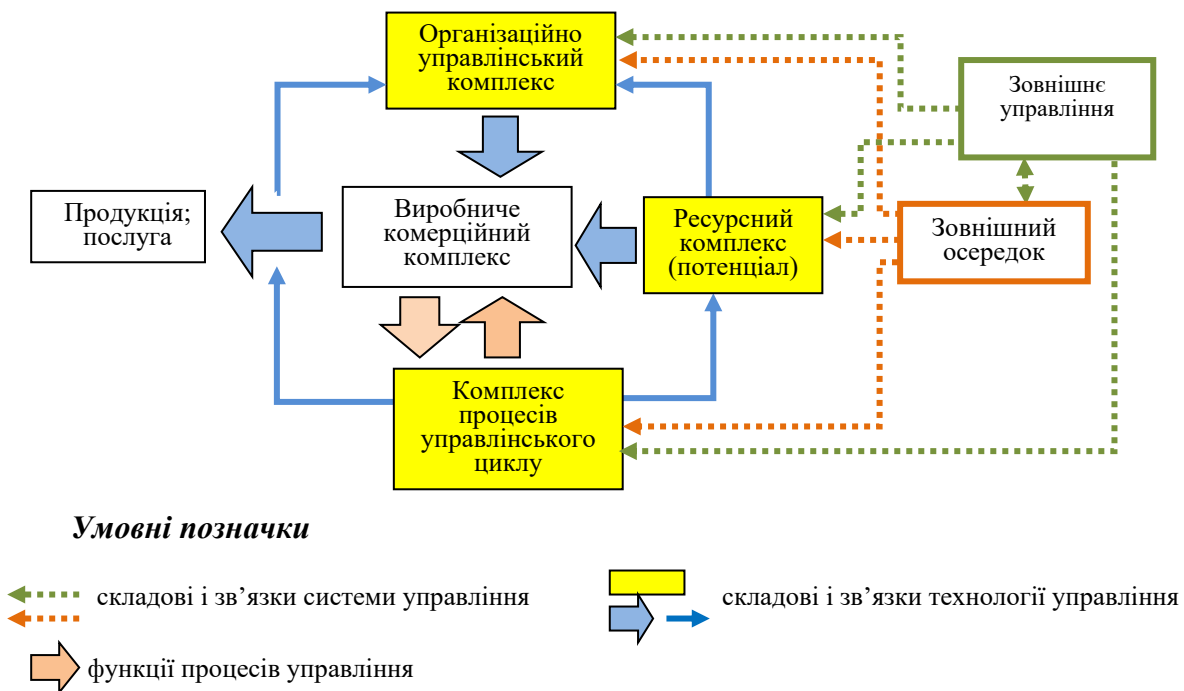 Організаційно
управлінський
комплекс
Зовнішнє
управління
Продукція;
послуга
Виробниче
комерційний
комплекс
Ресурсний
комплекс
(потенціал)
Зовнішний
осередок
Комплекс
процесів
управлінського
циклу
Умовні позначки
складові і зв’язки системи управління
складові і зв’язки технології управління
функції процесів управління